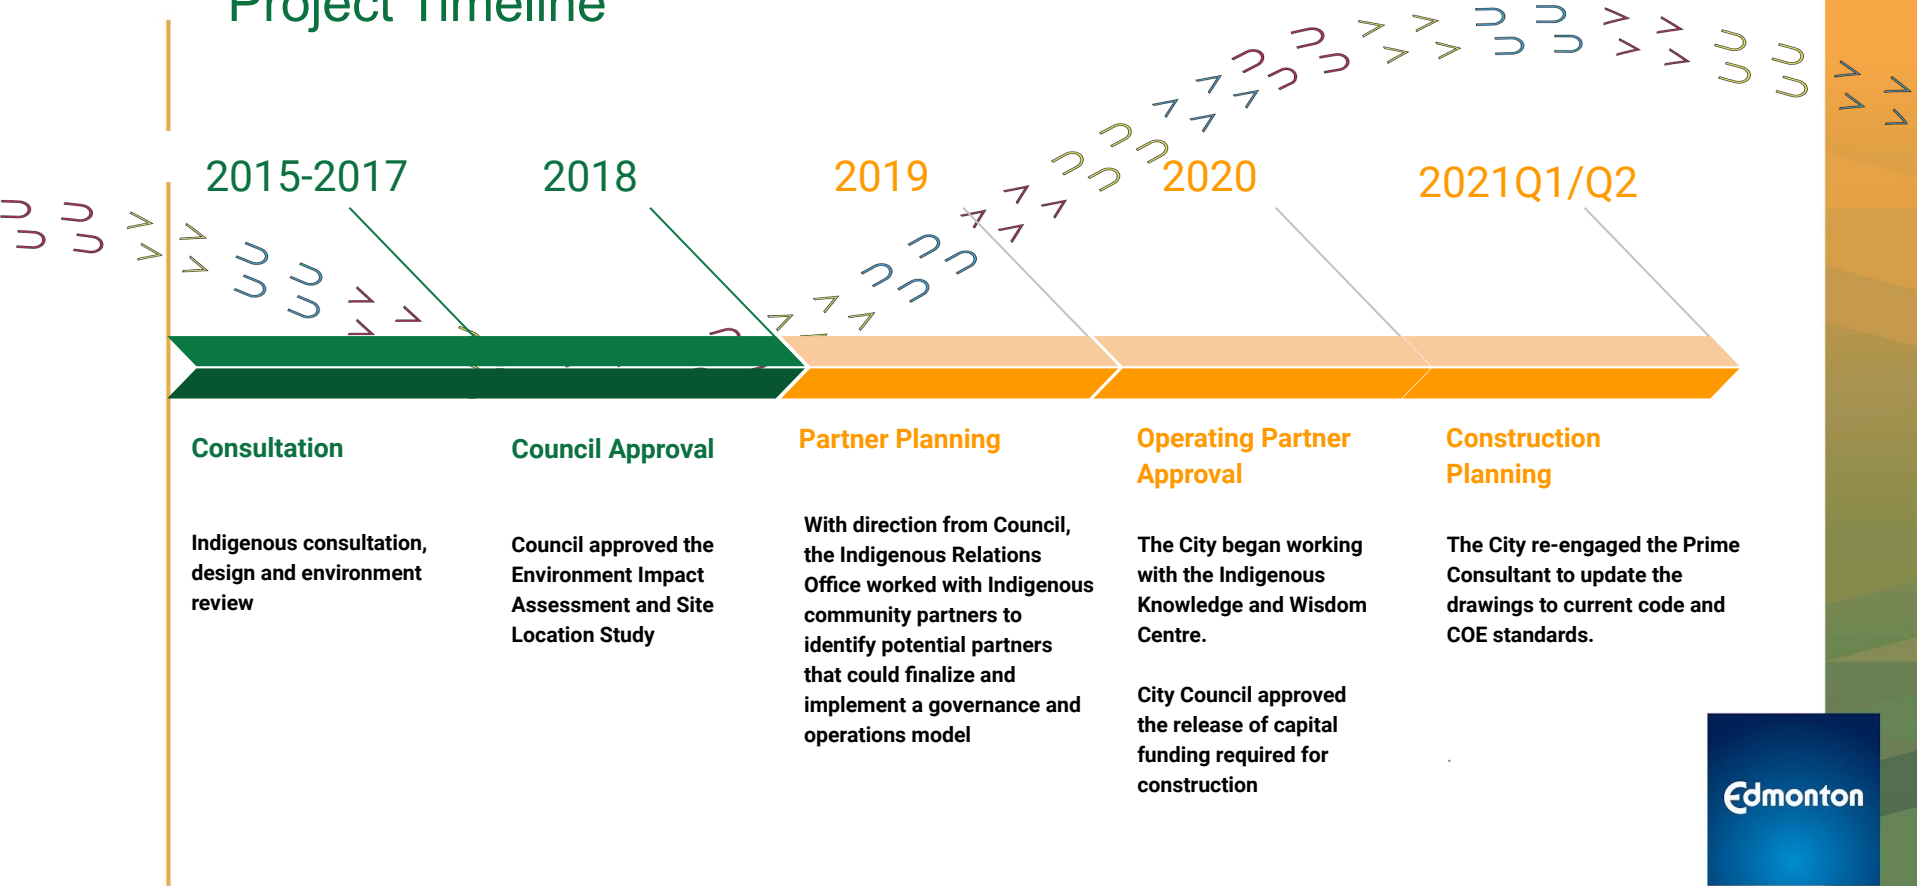 Project Timeline
2015-2017
2018
2019
2020
2021Q1/Q2
Consultation
Indigenous consultation,
design and environment
review
Council Approval
Council approved the
Environment Impact
Assessment and Site
Location Study
Partner Planning
With direction from Council,
the Indigenous Relations
Office worked with Indigenous
community partners to
identify potential partners
that could finalize and
implement a governance and
operations model
Operating Partner
Approval
The City began working
with the Indigenous
Knowledge and Wisdom
Centre.
City Council approved
the release of capital
funding required for
construction
Construction
Planning
The City re-engaged the Prime
Consultant to update the
drawings to current code and
COE standards.
.
Edmonton